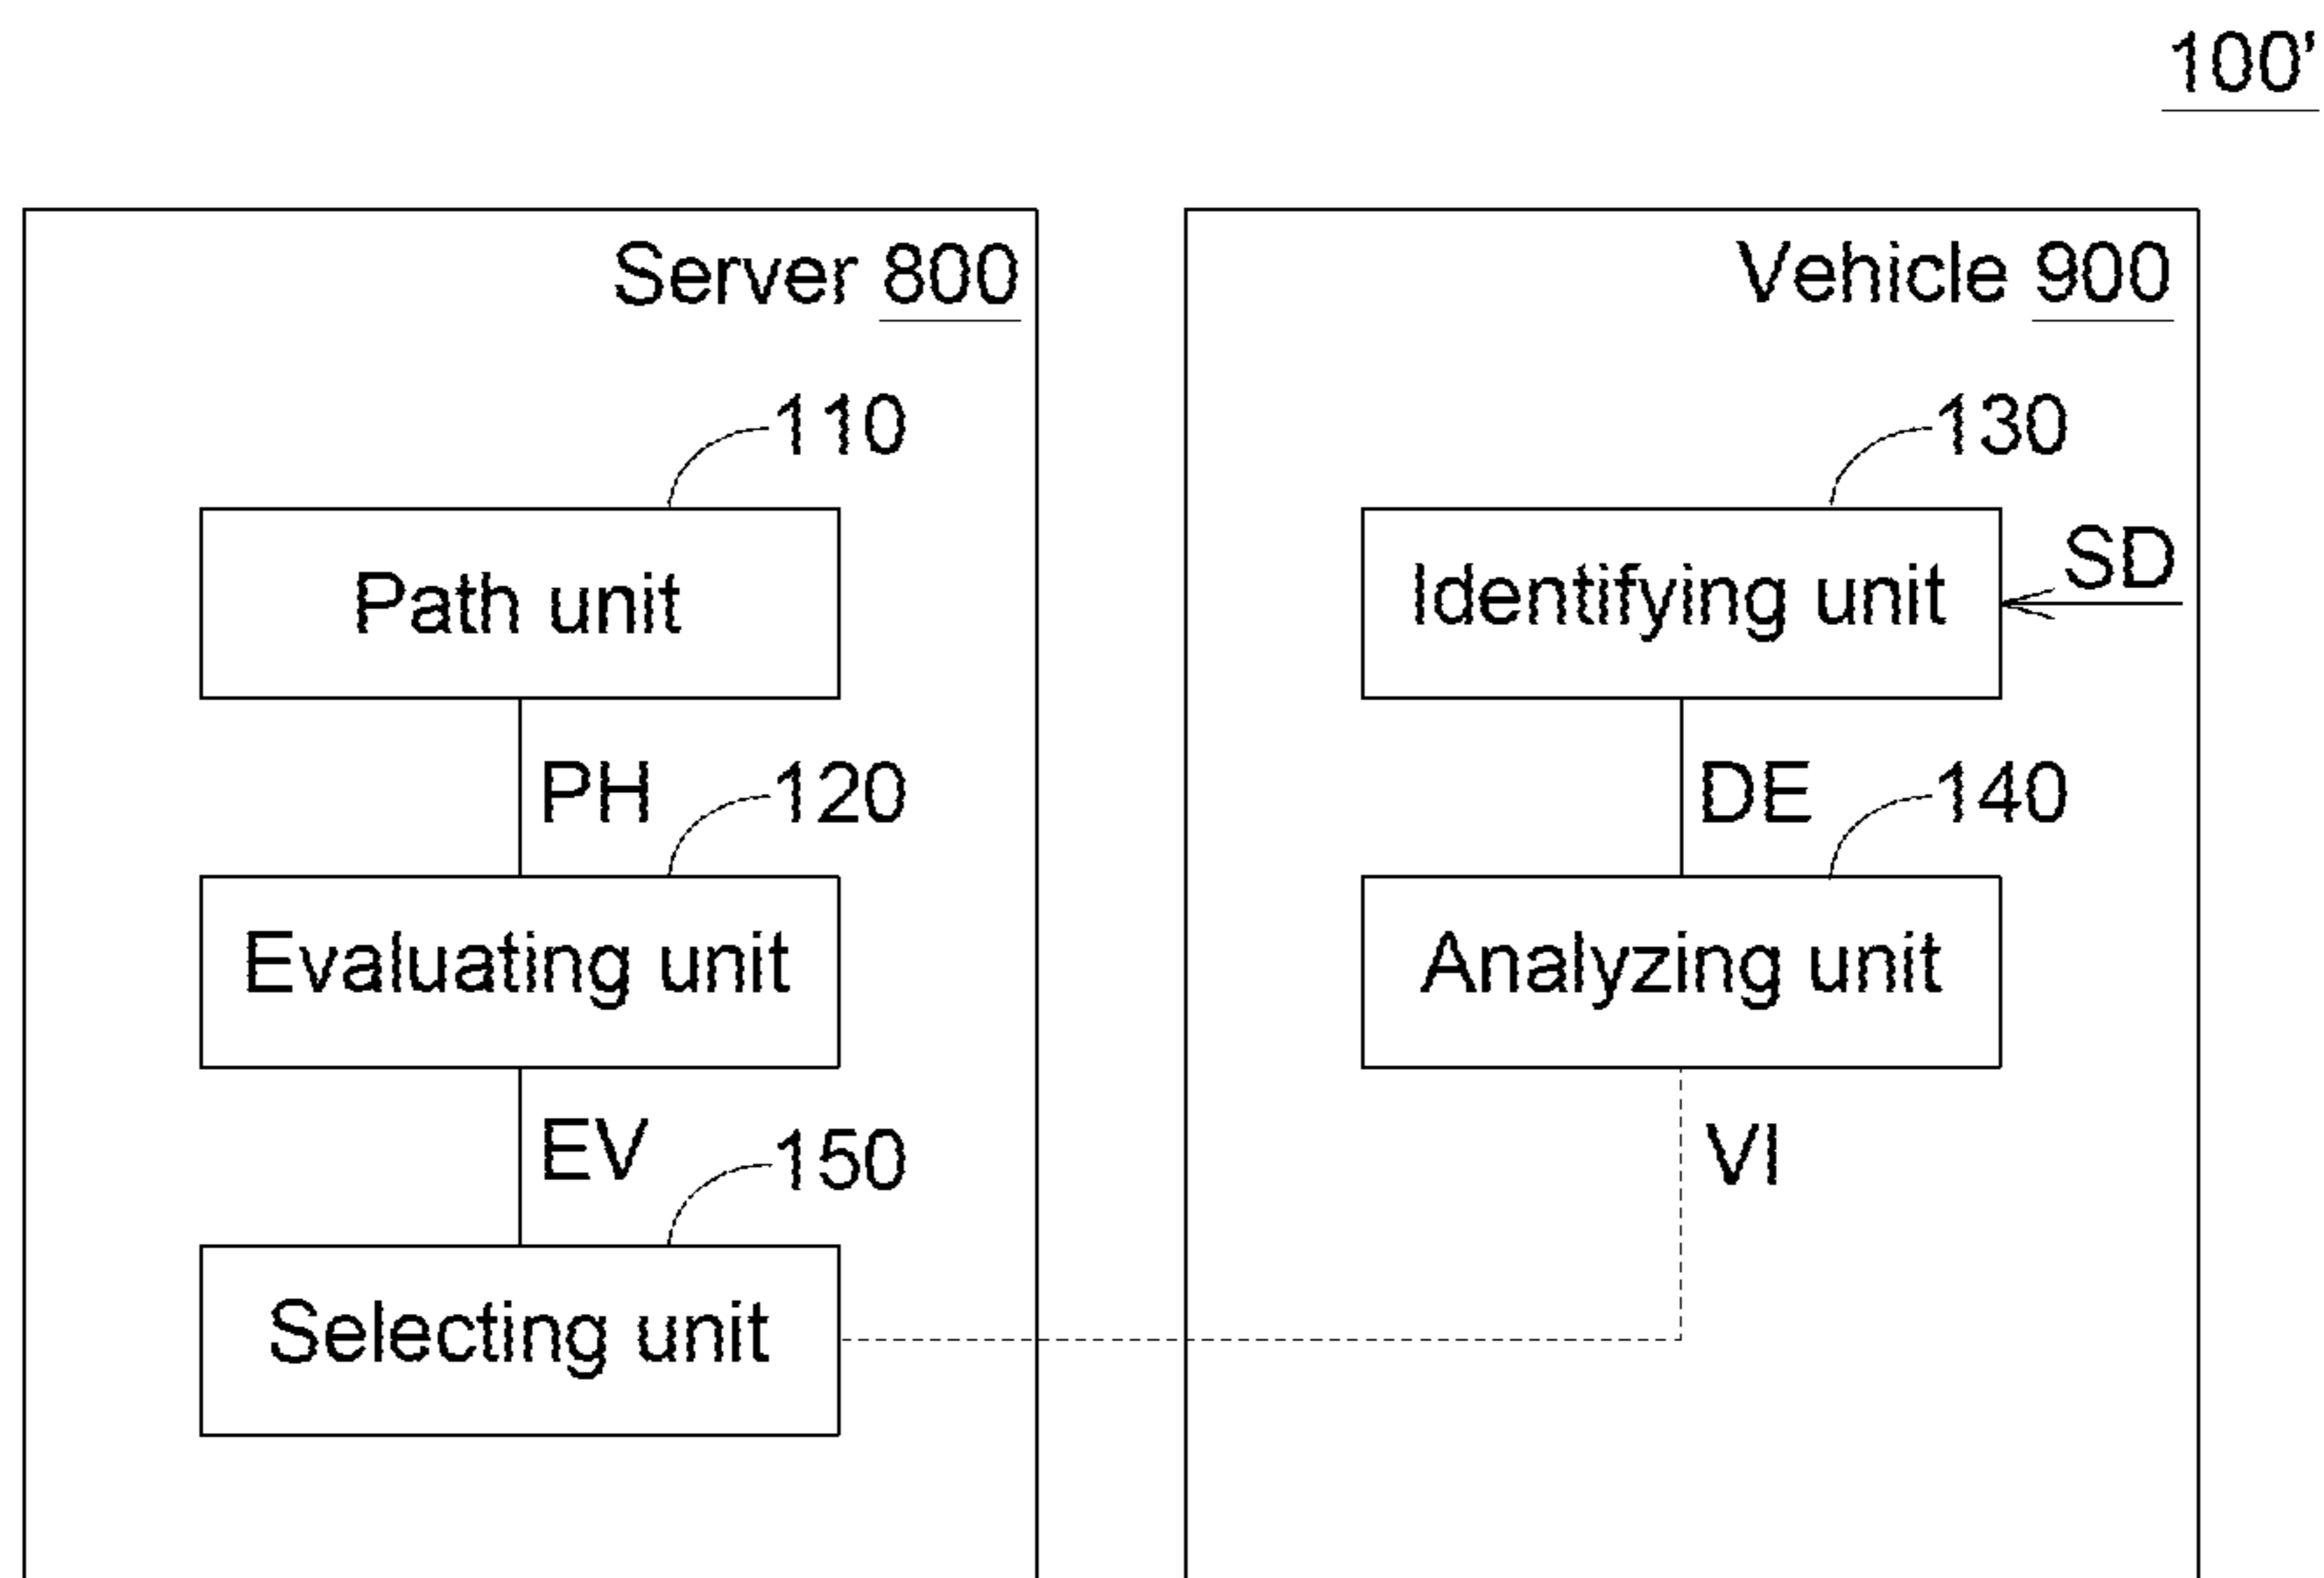 100'
Server 800
110
Path unit
PH
120
Evaluating unit
EV
150
Selecting unit
Vehicle 900
130
Identifying unit
SD
DE
140
Analyzing unit
VI